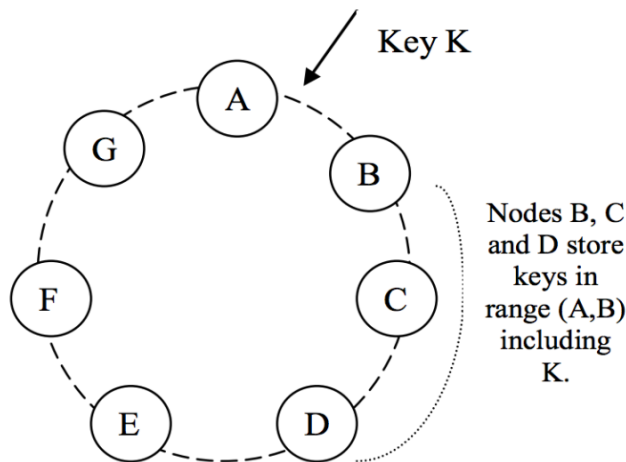 Key K
A
B
G
Nodes B, C
and D store
keys in
range (A,B)
including
K.
F
C
E
D